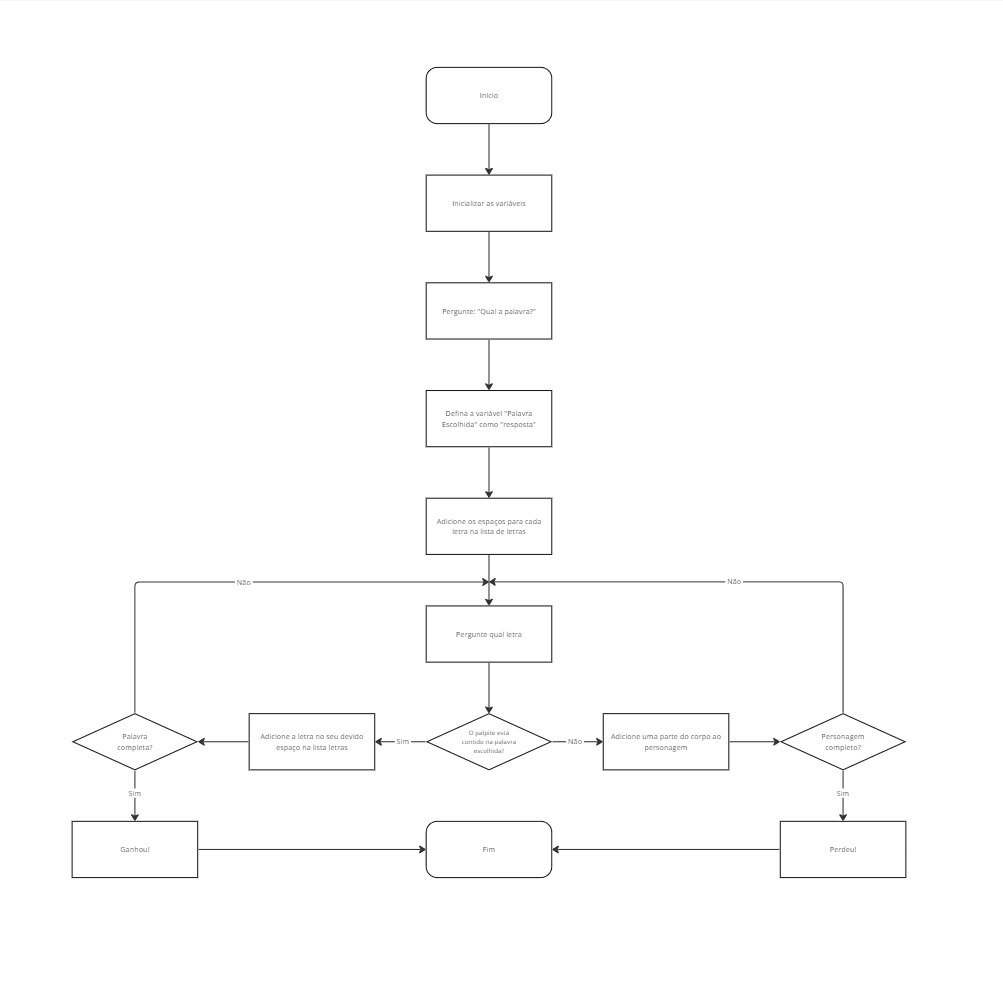 Início
Inicializar as variáveis
Pergunte: "Qual a palavra?"
Defina a variável "Palavra
Escolhida" como "resposta"
Adicione os espaços para cada
letra na lista de letras
Não
Não
Pergunte qual letra
Palavra
completa?
Adicione a letra no seu devido
espaço na lista letras
Sim
O palpite está
contido na palavra
escolhida?
Não
Adicione uma parte do corpo ao
personagem
Personagem
completo?
Sim
Sim
Ganhou!
Fim
Perdeu!